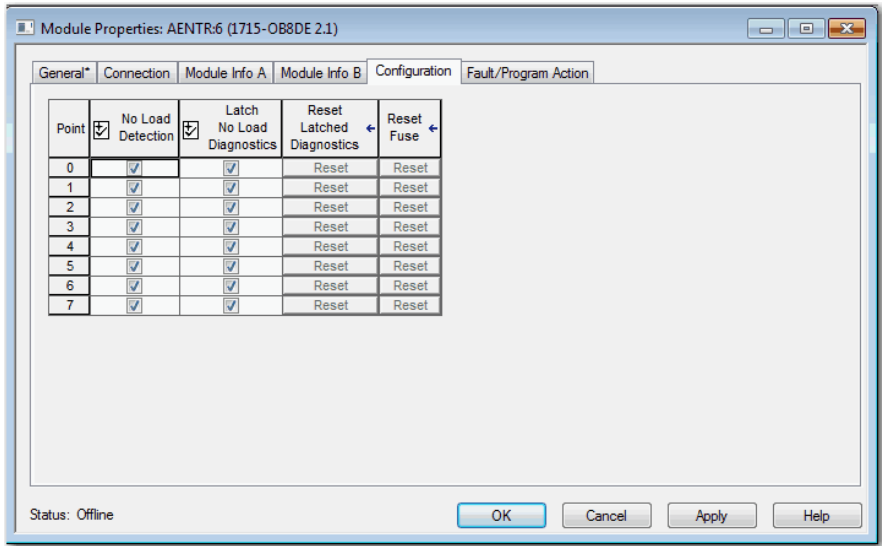 Module Properties: AENTR:6 (1715-OB8DE 2.1)
General* Connection Module Info A Module Info B Configuration Fault/Program Action
Point No Load Detection Latch No Load Diagnostics Reset Latched Diagnostics Reset Fuse
0 Reset Reset
1 Reset Reset
2 Reset Reset
3 Reset Reset
4 Reset Reset
5 Reset Reset
6 Reset Reset
7 Reset Reset
Status: Offline OK Cancel Apply Help